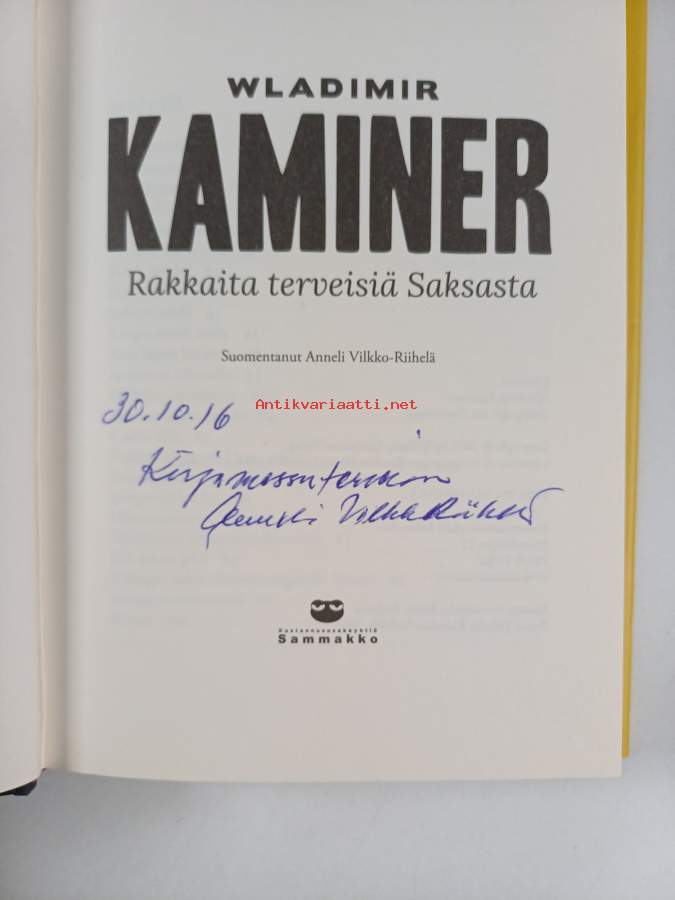 WLADIMIR
KAMINER
Rakkaita terveisiä Saksasta
Suomentanut Anneli Vilkko-Riihelä
Antikvariaatti.net
30.10.16
Kirjamessuterveisin
Anneli Vilkko-Riihelä
Kustannusosakeyhtiö
Sammakko